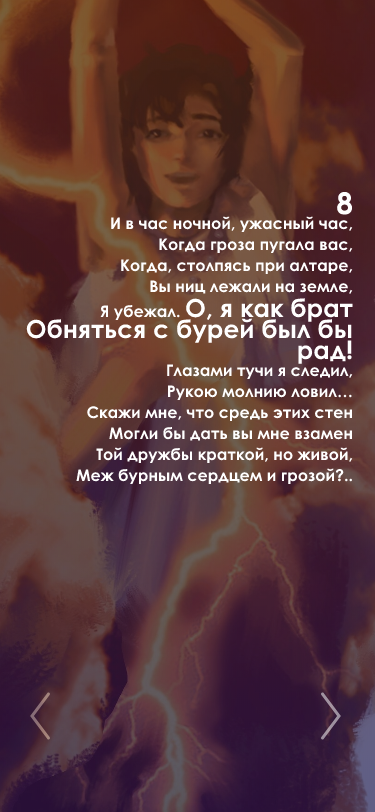 8
И в час ночной, ужасный час,
Когда гроза пугала вас,
Когда, столпясь при алтаре,
Вы ниц лежали на земле,
Я убежал. О, я как брат
Обняться с бурей был бы
рад!
Глазами тучи я следил,
Рукою молнию ловил...
Скажи мне, что средь этих стен
Могли бы дать вы мне взамен
Той дружбы краткой, но живой,
Меж бурным сердцем и грозой?..